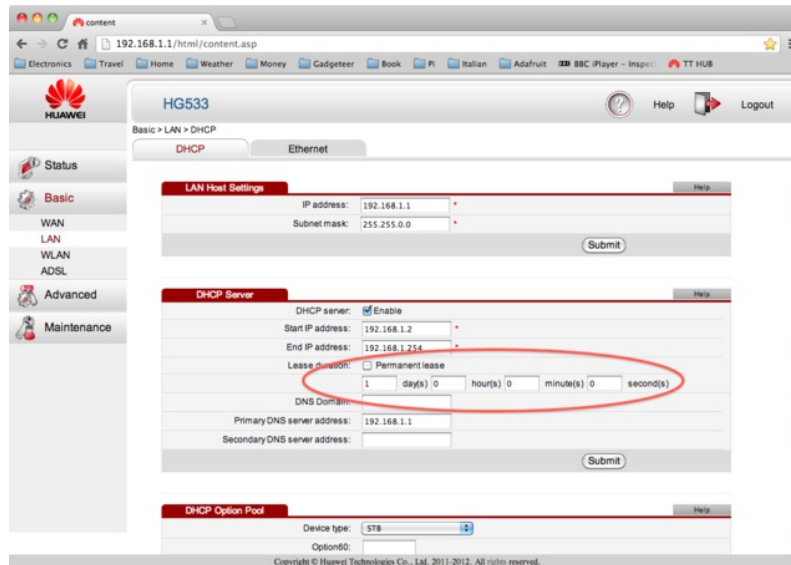 content
192.168.1.1/html/content.asp
Electronics Travel Home Weather Money Gadgeteer Book Pi Italian Adafruit BBC iPlayer – Inspec TT HUB
HUAWEI
HG533
Help
Logout
Basic > LAN > DHCP
DHCP Ethernet
Status
Basic
WAN
LAN
WLAN
ADSL
Advanced
Maintenance
LAN Host Settings Help
IP address: 192.168.1.1 *
Subnet mask: 255.255.0.0 *
Submit
DHCP Server Help
DHCP server: Enable
Start IP address: 192.168.1.2 *
End IP address: 192.168.1.254 *
Lease duration: Permanent lease
1 day(s) 0 hour(s) 0 minute(s) 0 second(s)
DNS Domain:
Primary DNS server address: 192.168.1.1
Secondary DNS server address:
Submit
DHCP Option Pool Help
Device type: STB
Option60:
Copyright © Huawei Technologies Co., Ltd. 2011-2012. All rights reserved.